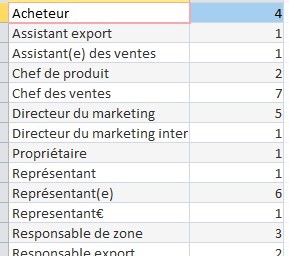 Acheteur 4
Assistant export 1
Assistant(e) des ventes 1
Chef de produit 2
Chef des ventes 7
Directeur du marketing 5
Directeur du marketing inter 1
Propriétaire 1
Représentant 1
Représentant(e) 6
Representant€ 1
Responsable de zone 3
Responsable export 2